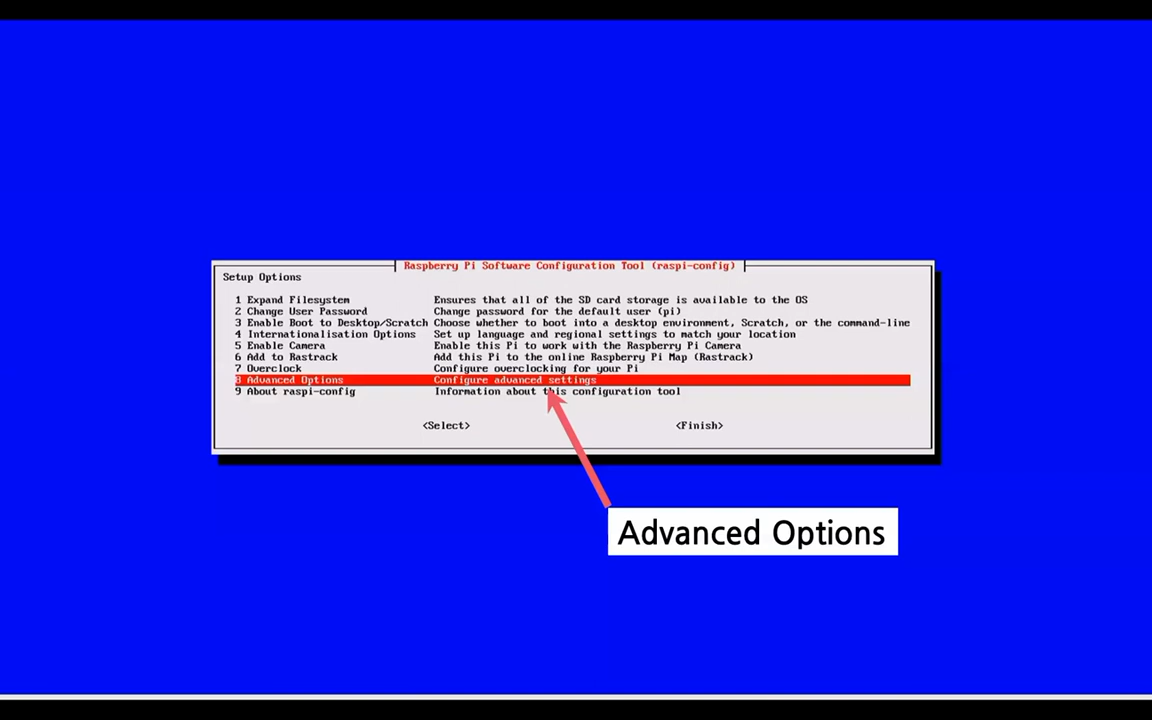 Raspberry Pi Software Configuration Tool (raspi-config)
Setup Options
1 Expand Filesystem Ensures that all of the SD card storage is available to the OS
2 Change User Password Change password for the default user (pi)
3 Enable Boot to Desktop/Scratch Choose whether to boot into a desktop environment, Scratch, or the command-line
4 Internationalisation Options Set up language and regional settings to match your location
5 Enable Camera Enable this Pi to work with the Raspberry Pi Camera
6 Add to Rastrack Add this Pi to the online Raspberry Pi Map (Rastrack)
7 Overclock Configure overclocking for your Pi
8 Advanced Options Configure advanced settings
9 About raspi-config Information about this configuration tool
<Select> <Finish>
Advanced Options